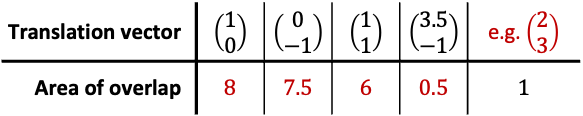 Translation vector (1 0) (0 −1) (1 1) (3.5 −1) e.g. (2 3)
Area of overlap 8 7.5 6 0.5 1